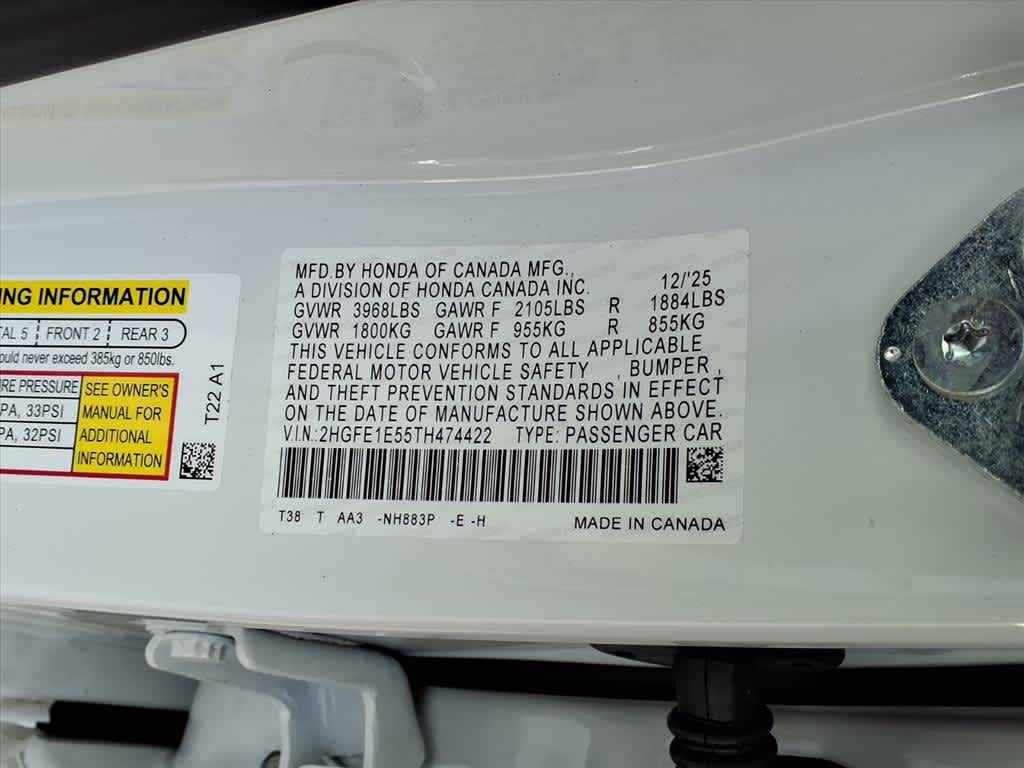 NG INFORMATION
TAL 5 FRONT 2 REAR 3
ould never exceed 385kg or 850lbs.
RE PRESSURE
PA, 33PSI
PA, 32PSI
SEE OWNER'S
MANUAL FOR
ADDITIONAL
INFORMATION
T22 A1
MFD.BY HONDA OF CANADA MFG.,
A DIVISION OF HONDA CANADA INC. 12/'25
GVWR 3968LBS GAWR F 2105LBS R 1884LBS
GVWR 1800KG GAWR F 955KG R 855KG
THIS VEHICLE CONFORMS TO ALL APPLICABLE
FEDERAL MOTOR VEHICLE SAFETY , BUMPER ,
AND THEFT PREVENTION STANDARDS IN EFFECT
ON THE DATE OF MANUFACTURE SHOWN ABOVE.
V.I.N.:2HGFE1E55TH474422 TYPE: PASSENGER CAR
T38 T AA3 -NH883P -E -H MADE IN CANADA